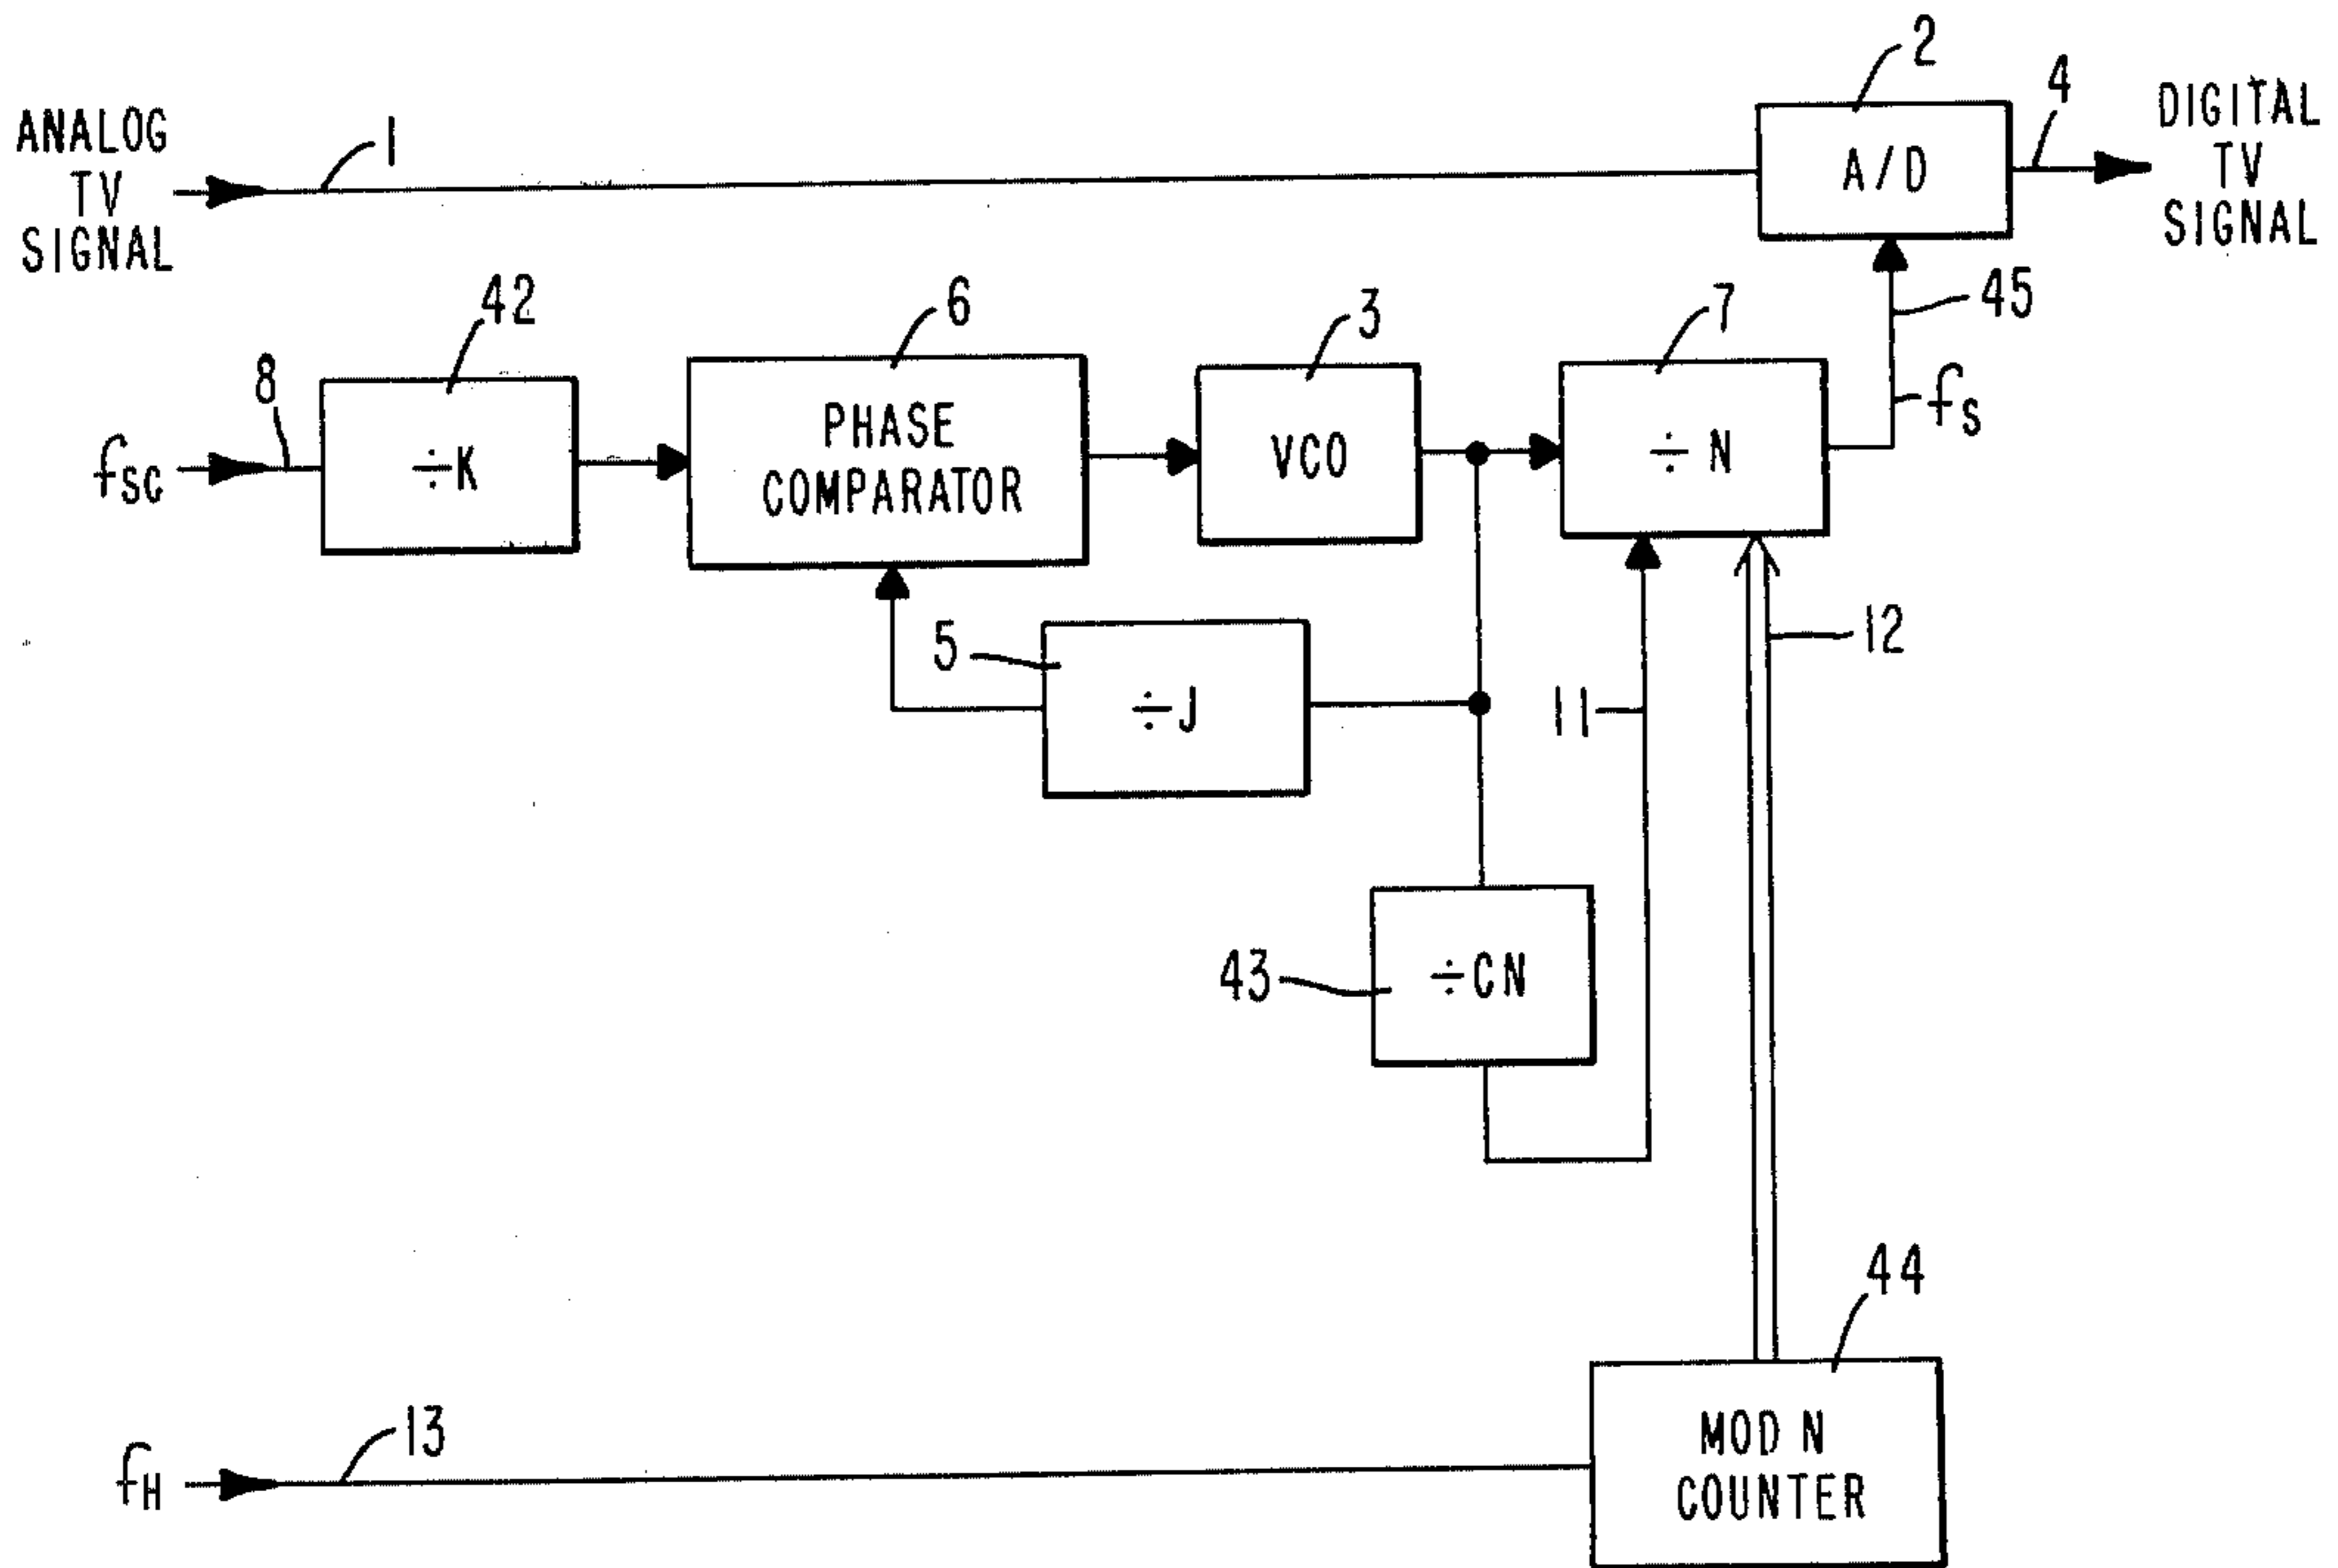 2
4
ANALOG
TV
SIGNAL
1
A/D
DIGITAL
TV
SIGNAL
42
6
3
7
45
8
fSC
÷K
PHASE
COMPARATOR
VCO
÷N
fS
5
÷J
11
12
43
÷CN
44
fH
13
MOD N
COUNTER